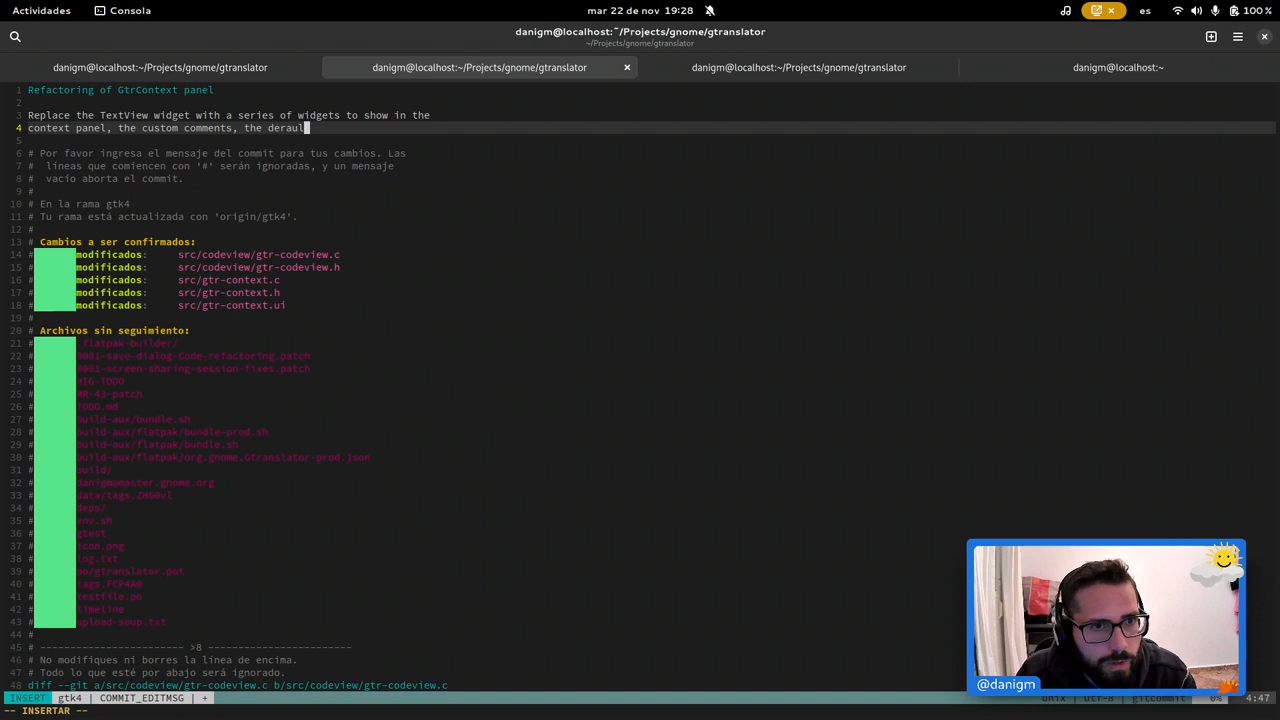 Actividades
Consola
mar 22 de nov 19:28
es
100 %
danigm@localhost:~/Projects/gnome/gtranslator
~/Projects/gnome/gtranslator
danigm@localhost:~/Projects/gnome/gtranslator
danigm@localhost:~/Projects/gnome/gtranslator
danigm@localhost:~/Projects/gnome/gtranslator
danigm@localhost:~
1 Refactoring of GtrContext panel
2
3 Replace the TextView widget with a series of widgets to show in the
4 context panel, the custom comments, the deraul
5
6 # Por favor ingresa el mensaje del commit para tus cambios. Las
7 #  líneas que comiencen con '#' serán ignoradas, y un mensaje
8 #  vacío aborta el commit.
9 #
10 # En la rama gtk4
11 # Tu rama está actualizada con 'origin/gtk4'.
12 #
13 # Cambios a ser confirmados:
14 # modificados:     src/codeview/gtr-codeview.c
15 # modificados:     src/codeview/gtr-codeview.h
16 # modificados:     src/gtr-context.c
17 # modificados:     src/gtr-context.h
18 # modificados:     src/gtr-context.ui
19 #
20 # Archivos sin seguimiento:
21 # .flatpak-builder/
22 # 0001-save-dialog-Code-refactoring.patch
23 # 0001-screen-sharing-session-fixes.patch
24 # HIG-TODO
25 # MR-43-patch
26 # TODO.md
27 # build-aux/bundle.sh
28 # build-aux/flatpak/bundle-prod.sh
29 # build-aux/flatpak/bundle.sh
30 # build-aux/flatpak/org.gnome.Gtranslator-prod.json
31 # build/
32 # danigm@master.gnome.org
33 # data/tags.ZHG0vl
34 # deps/
35 # env.sh
36 # gtest
37 # icon.png
38 # log.txt
39 # po/gtranslator.pot
40 # tags.FCP4A6
41 # testfile.po
42 # timeline
43 # upload-soup.txt
44 #
45 # ------------------------ >8 ------------------------
46 # No modifiques ni borres la línea de encima.
47 # Todo lo que esté por abajo será ignorado.
48 diff --git a/src/codeview/gtr-codeview.c b/src/codeview/gtr-codeview.c
INSERT gtk4 | COMMIT_EDITMSG | + unix | utf-8 | gitcommit 6% 4:47
-- INSERTAR --
@danigm